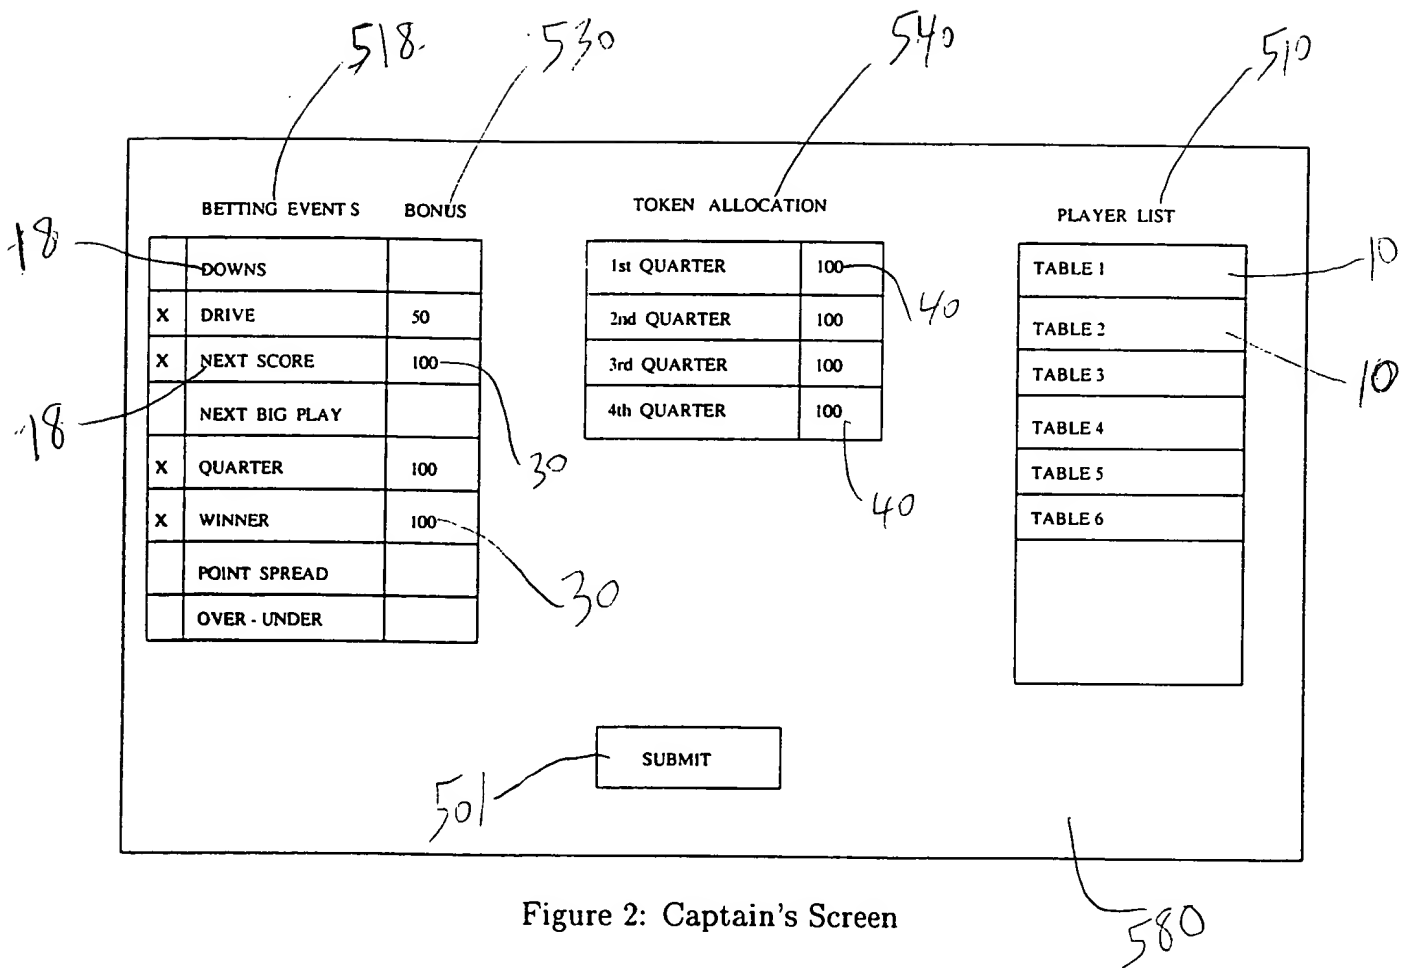 518 530 540 510
BETTING EVENTS BONUS TOKEN ALLOCATION PLAYER LIST
18 DOWNS 1st QUARTER 100 40 TABLE 1 10
X DRIVE 50 2nd QUARTER 100 TABLE 2 10
X NEXT SCORE 100 30 3rd QUARTER 100 TABLE 3
18 NEXT BIG PLAY 4th QUARTER 100 40 TABLE 4
X QUARTER 100 TABLE 5
X WINNER 100 30 TABLE 6
POINT SPREAD
OVER - UNDER
501 SUBMIT
580
Figure 2: Captain's Screen